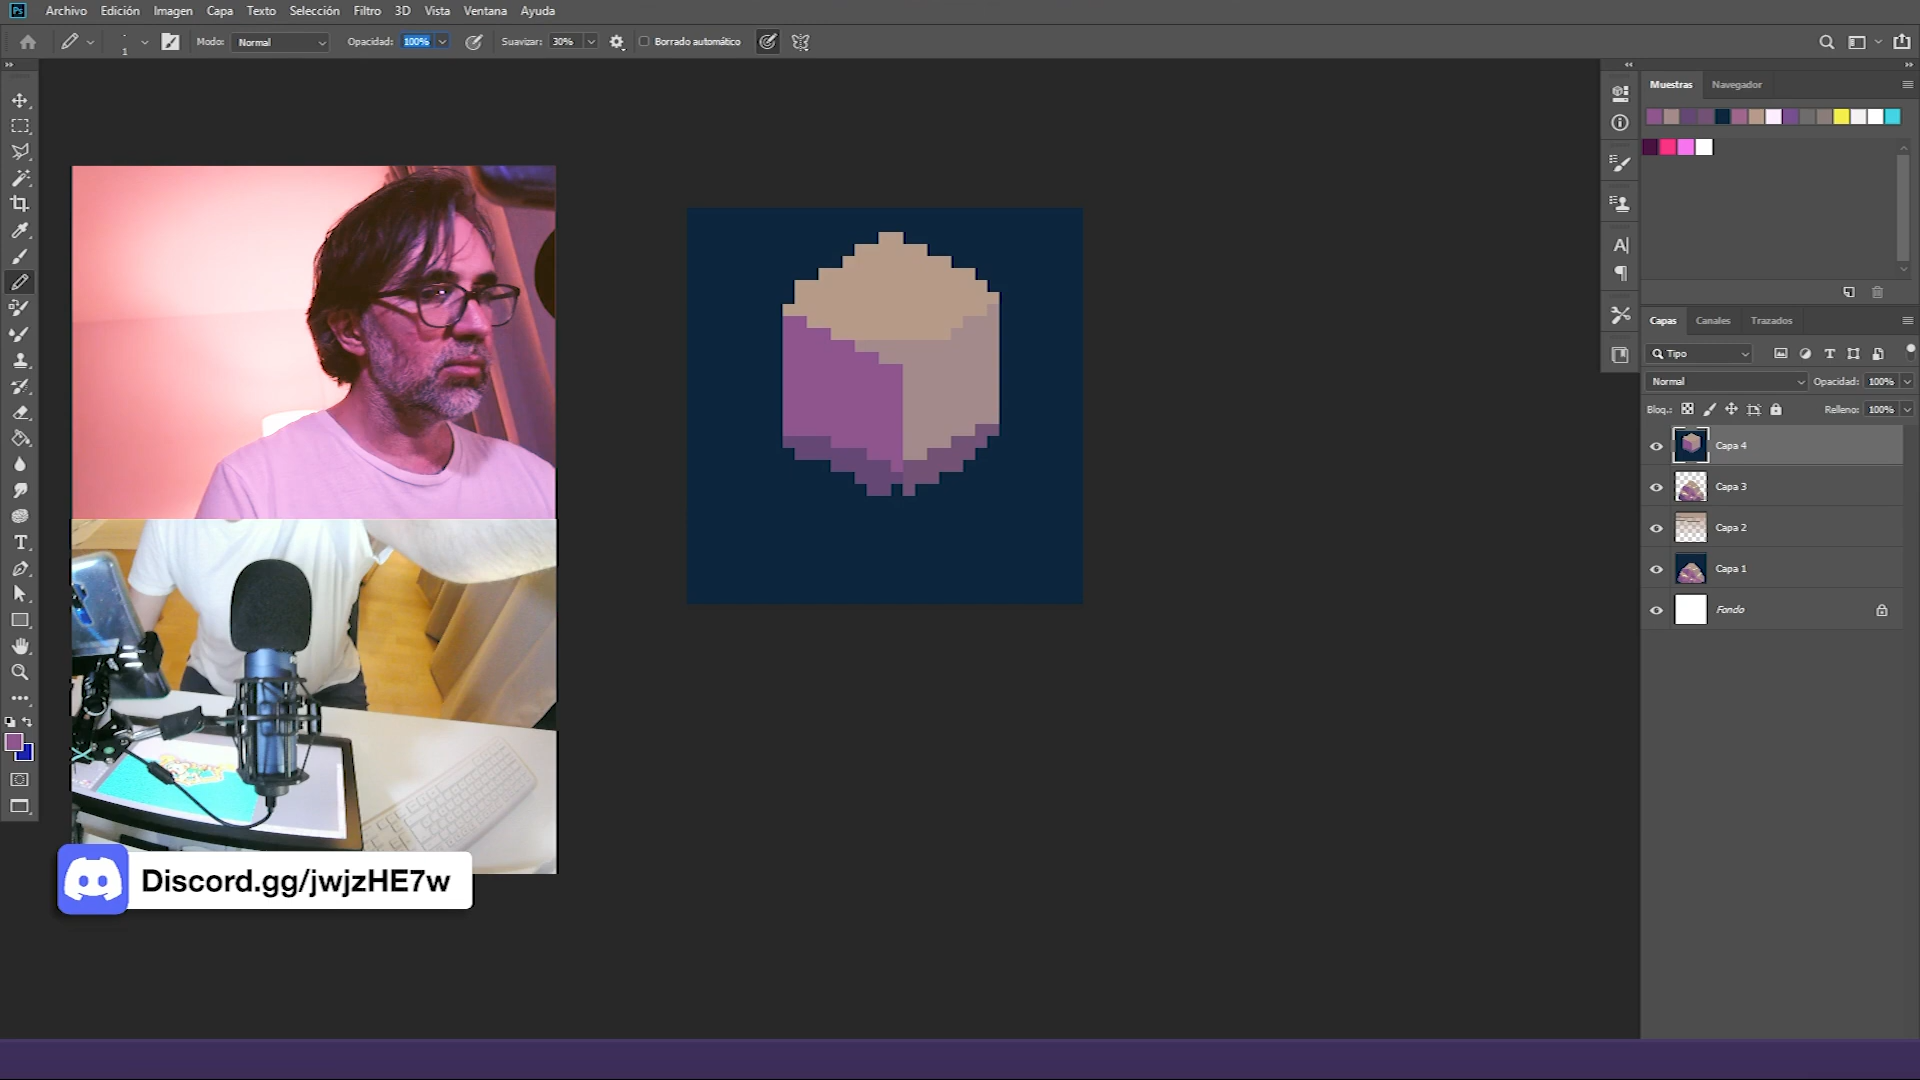 Ps Archivo Edición Imagen Capa Texto Selección Filtro 3D Vista Ventana Ayuda
1 Modo: Normal Opacidad: 100% Suavizar: 30% Borrado automático
Muestras Navegador
Capas Canales Trazados
Tipo
Normal Opacidad: 100%
Bloq.: Relleno: 100%
Capa 4
Capa 3
Capa 2
Capa 1
Fondo
Discord.gg/jwjzHE7w